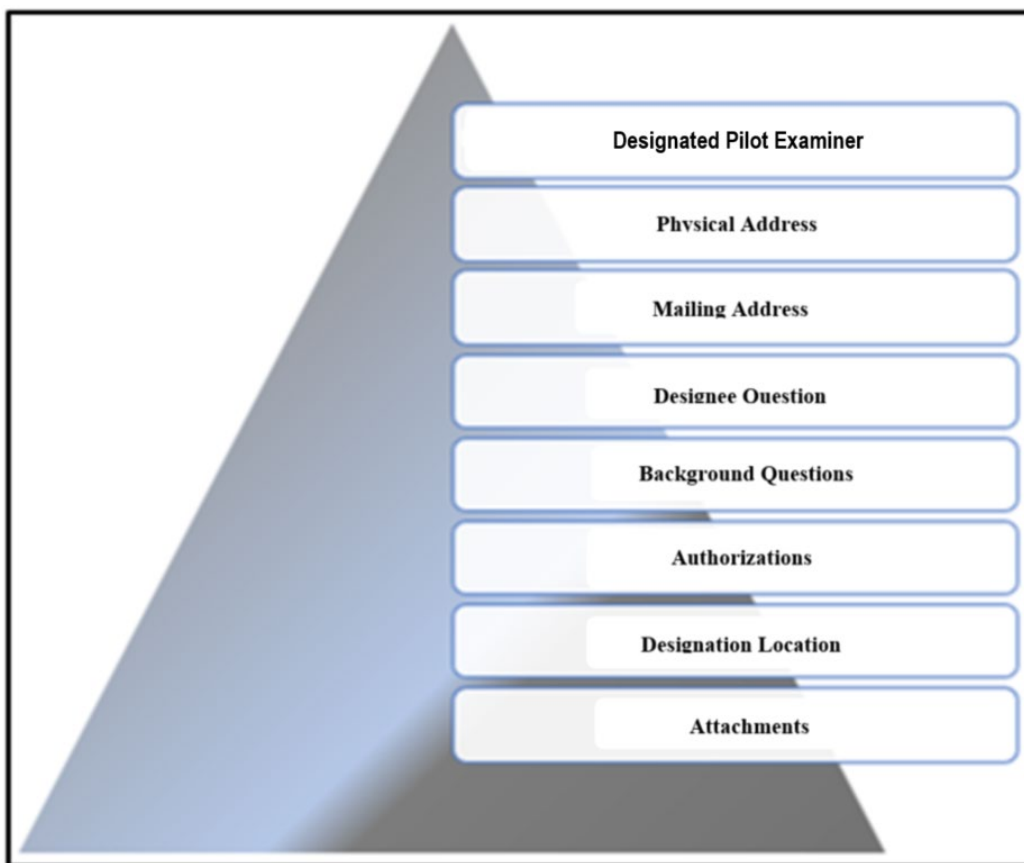 Designated Pilot Examiner
Physical Address
Mailing Address
Designee Question
Background Questions
Authorizations
Designation Location
Attachments